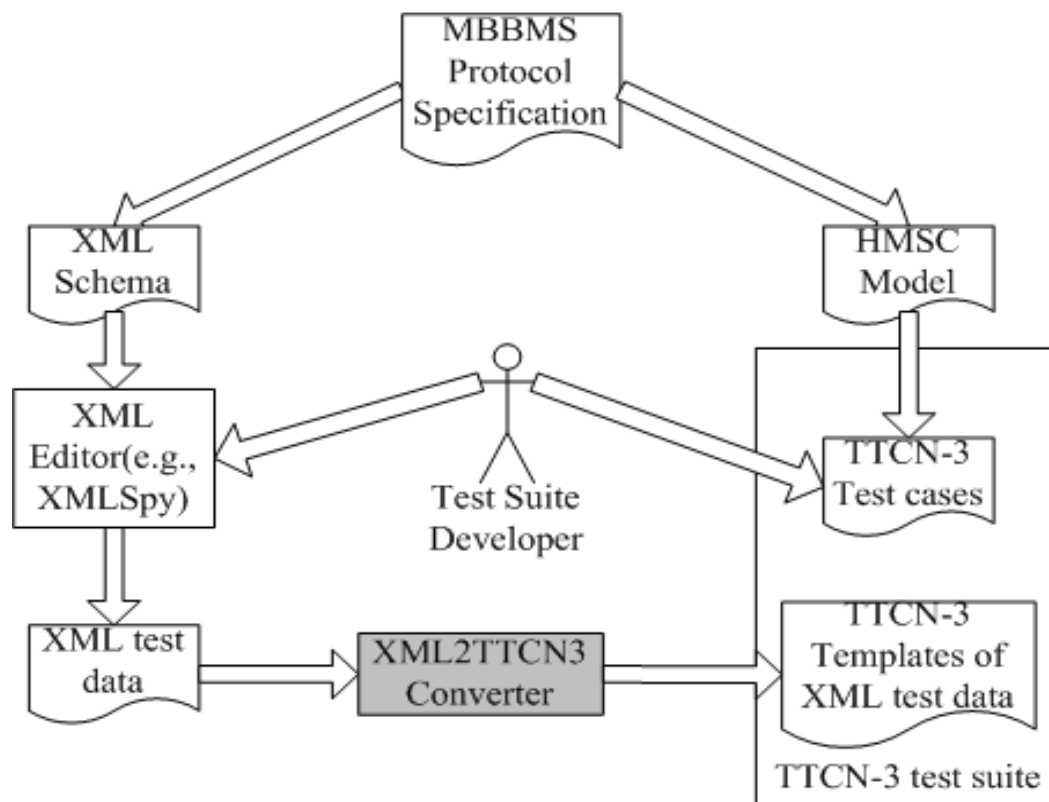 MBBMS
Protocol
Specification
XML
Schema
HMSC
Model
XML
Editor(e.g.,
XMLSpy)
Test Suite
Developer
TTCN-3
Test cases
XML test
data
XML2TTCN3
Converter
TTCN-3
Templates of
XML test data
TTCN-3 test suite